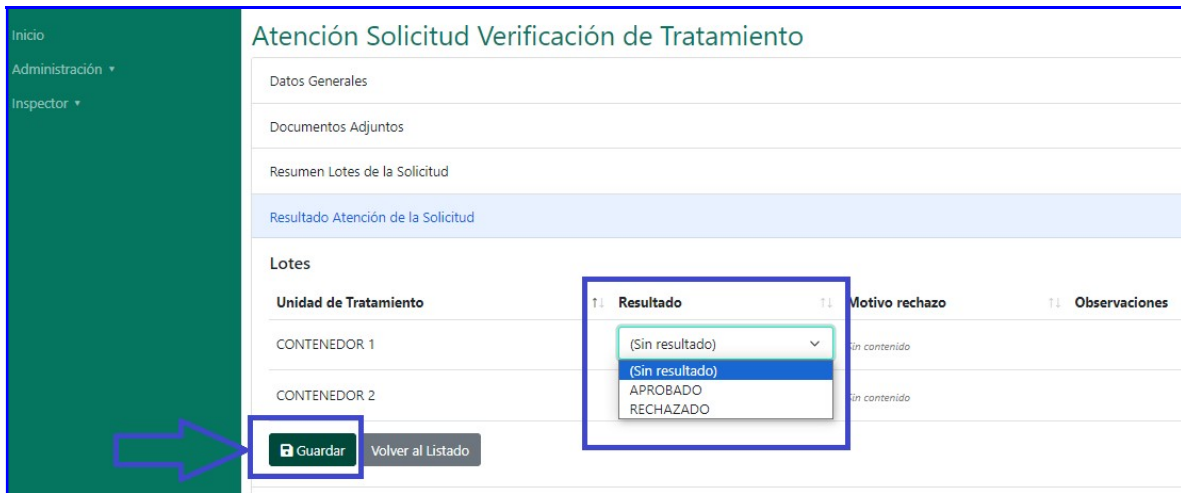 Inicio
Administración
Inspector
Atención Solicitud Verificación de Tratamiento
Datos Generales
Documentos Adjuntos
Resumen Lotes de la Solicitud
Resultado Atención de la Solicitud
Lotes
Unidad de Tratamiento Resultado Motivo rechazo Observaciones
CONTENEDOR 1 (Sin resultado) Sin contenido
(Sin resultado)
APROBADO
CONTENEDOR 2 Sin contenido
RECHAZADO
Guardar Volver al Listado